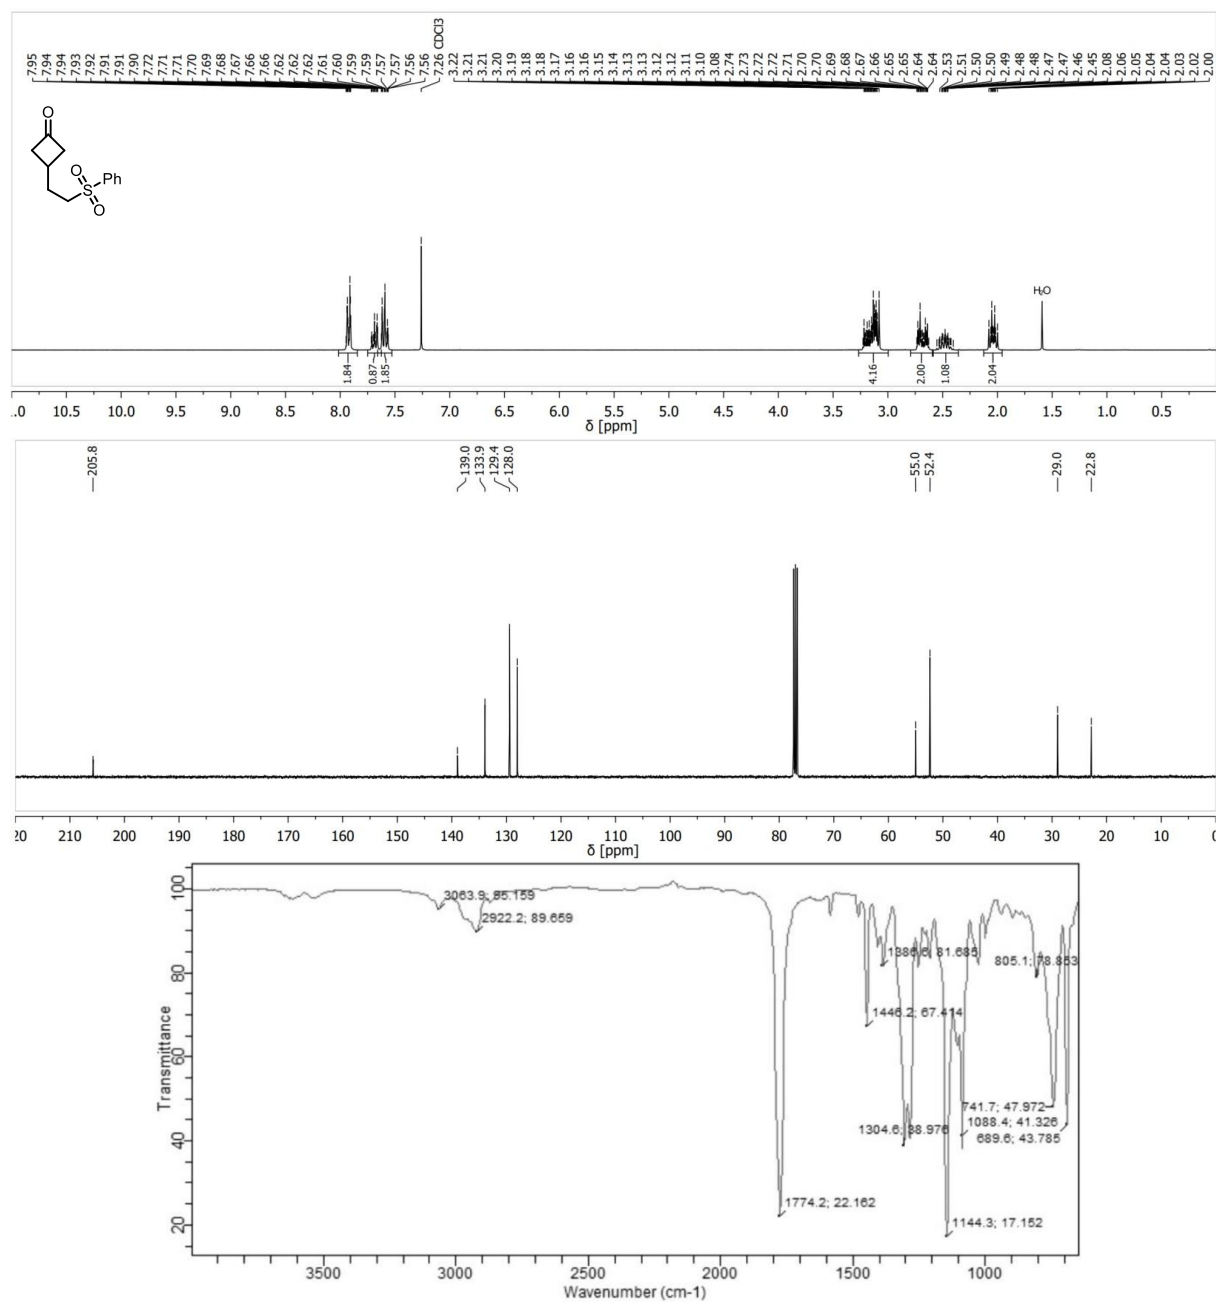 7.95 7.94 7.94 7.93 7.92 7.91 7.91 7.90 7.72 7.71 7.71 7.70 7.69 7.68 7.67 7.66 7.66 7.62 7.62 7.62 7.61 7.60 7.59 7.59 7.57 7.57 7.56 7.56 7.26 CDCl3 3.22 3.21 3.21 3.20 3.19 3.18 3.18 3.17 3.16 3.16 3.15 3.14 3.13 3.13 3.12 3.12 3.11 3.10 3.08 2.74 2.73 2.72 2.72 2.71 2.70 2.70 2.69 2.68 2.67 2.66 2.65 2.65 2.64 2.64 2.53 2.51 2.50 2.50 2.49 2.48 2.48 2.47 2.47 2.46 2.45 2.08 2.06 2.05 2.04 2.04 2.03 2.02 2.00
O
O
S
Ph
O
H2O
1.84 0.87 1.85 4.16 2.00 1.08 2.04
.0 10.5 10.0 9.5 9.0 8.5 8.0 7.5 7.0 6.5 6.0 5.5 5.0 4.5 4.0 3.5 3.0 2.5 2.0 1.5 1.0 0.5
δ [ppm]
205.8 139.0 133.9 129.4 128.0 55.0 52.4 29.0 22.8
20 210 200 190 180 170 160 150 140 130 120 110 100 90 80 70 60 50 40 30 20 10 0
δ [ppm]
Transmittance
100
80
60
40
20
3063.9; 95.159
2922.2; 89.659
1386.6; 81.685
805.1; 78.853
1446.2; 67.414
741.7; 47.972
1088.4; 41.326
1304.6; 38.976
689.6; 43.785
1774.2; 22.162
1144.3; 17.152
3500 3000 2500 2000 1500 1000
Wavenumber (cm-1)